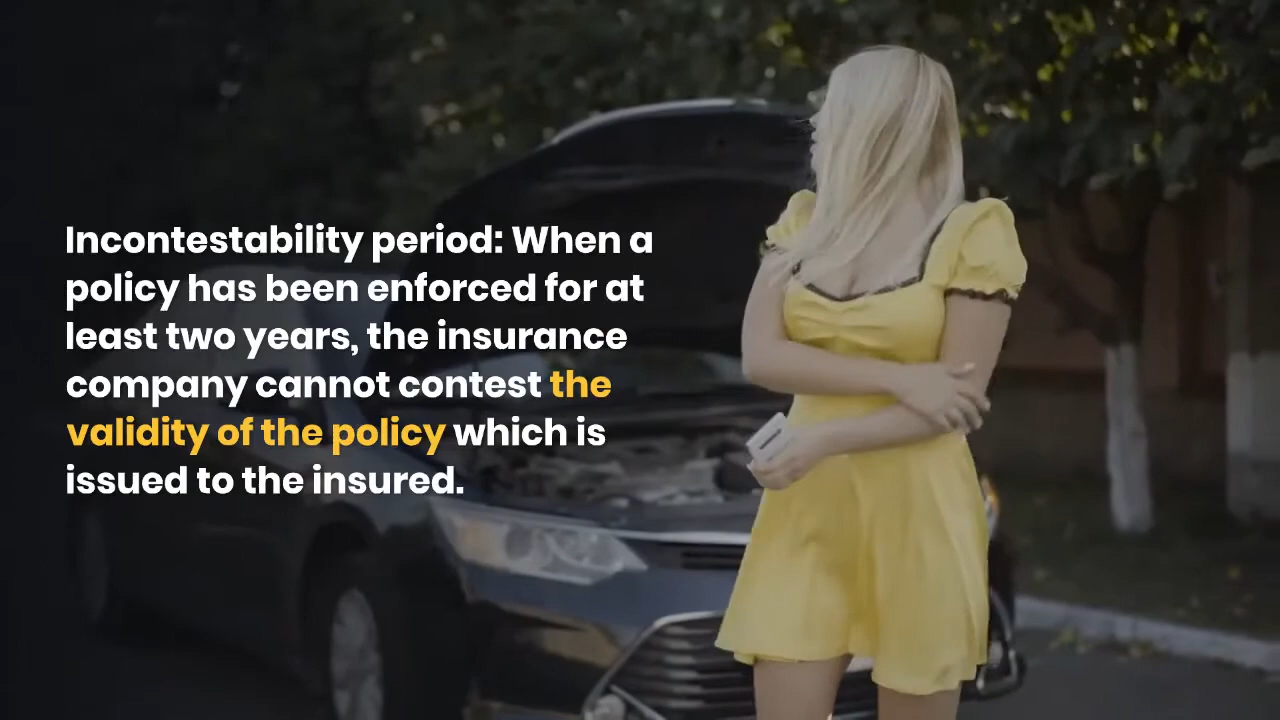 Incontestability period: When a
policy has been enforced for at
least two years, the insurance
company cannot contest the
validity of the policy which is
issued to the insured.